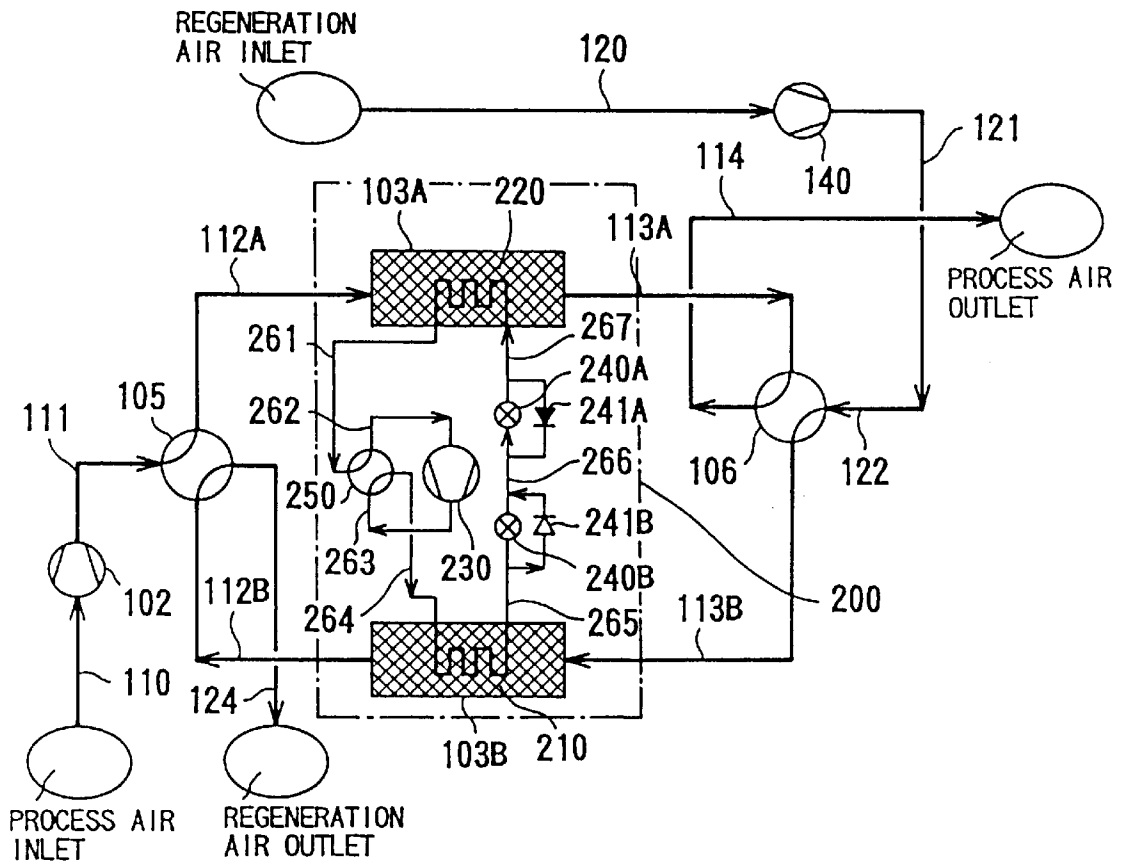 REGENERATION
AIR INLET
120
121
140
114
103A
220
113A
112A
PROCESS AIR
OUTLET
261
267
240A
105
262
241A
111
266
106
122
250
241B
263
230
240B
102
112B
264
265
200
113B
110
124
103B
210
PROCESS AIR
INLET
REGENERATION
AIR OUTLET